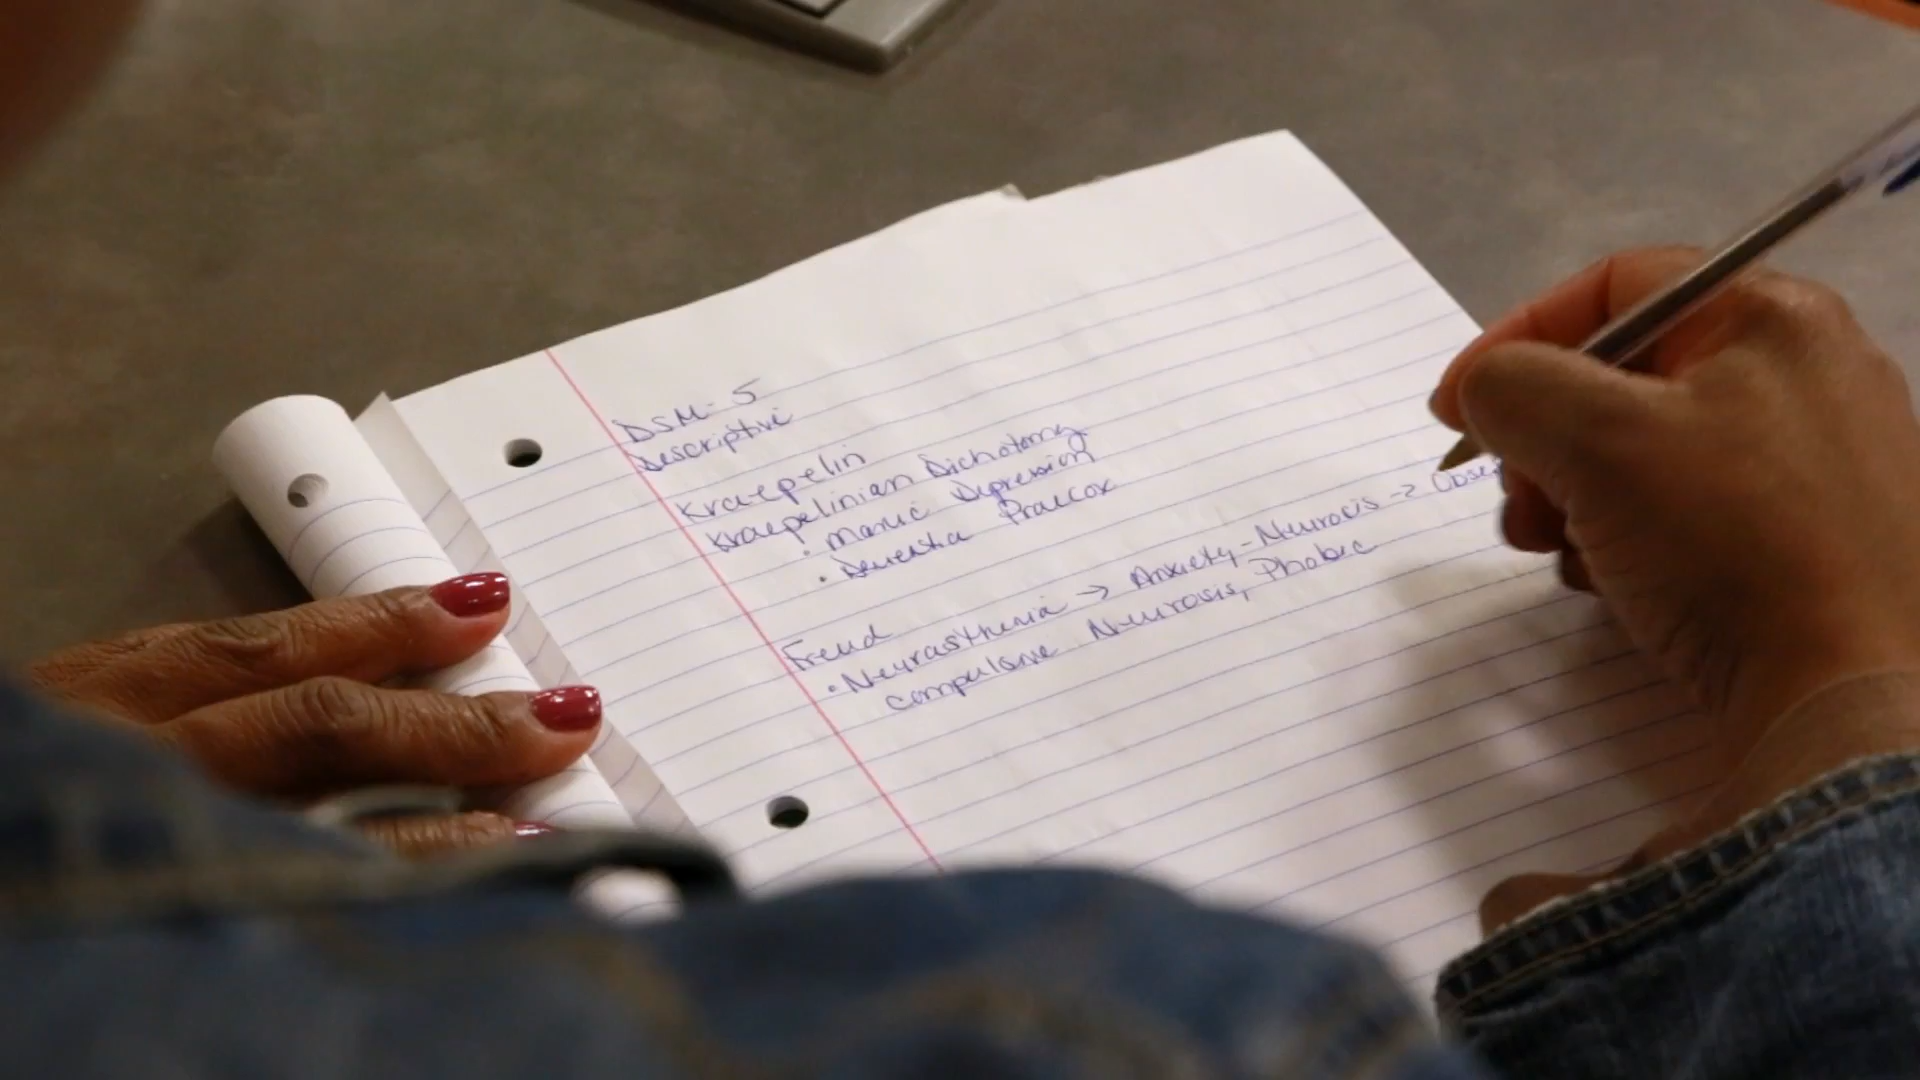 DSM-5
Descriptive
Kraepelin
Kraepelinian Dichotomy
• Manic Depression
• Dementia Praecox
Freud
• Neurasthenia → Anxiety-Neurosis →
Compulsive Neurosis, Phobic